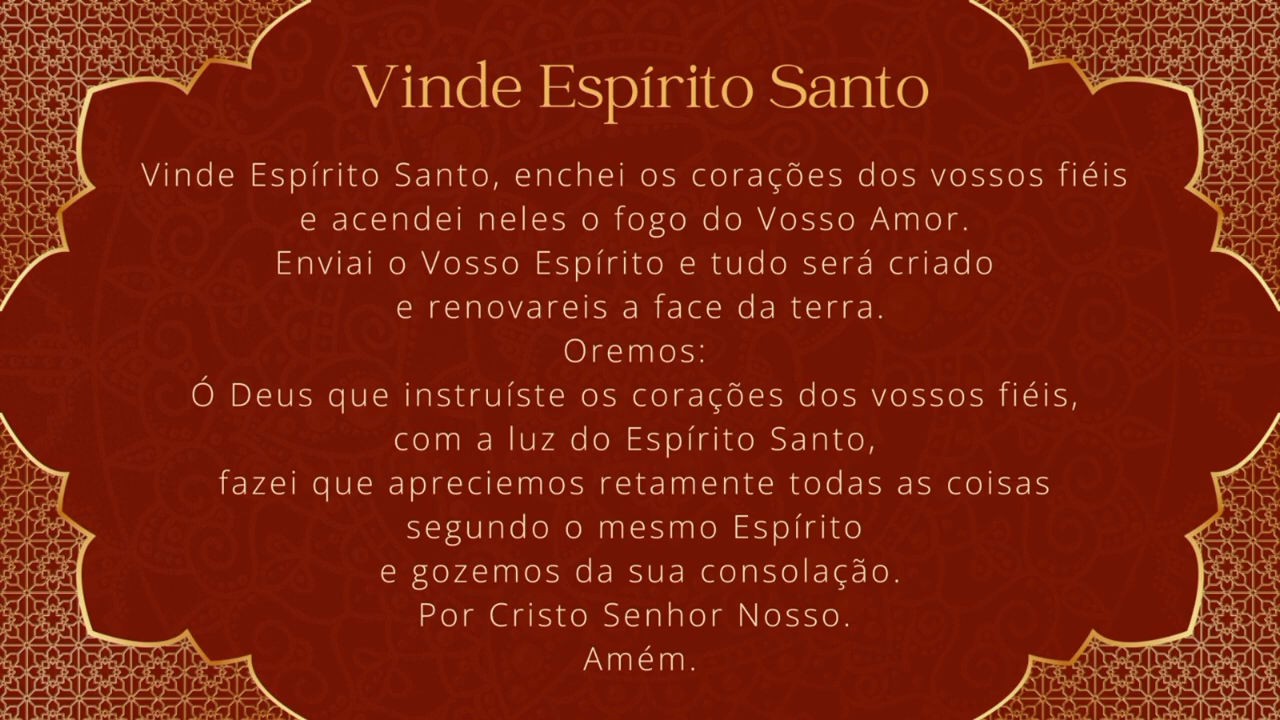 Vinde Espírito Santo
Vinde Espírito Santo, enchei os corações dos vossos fiéis
e acendei neles o fogo do Vosso Amor.
Enviai o Vosso Espírito e tudo será criado
e renovareis a face da terra.
Oremos:
Ó Deus que instruíste os corações dos vossos fiéis,
com a luz do Espírito Santo,
fazei que apreciemos retamente todas as coisas
segundo o mesmo Espírito
e gozemos da sua consolação.
Por Cristo Senhor Nosso.
Amém.